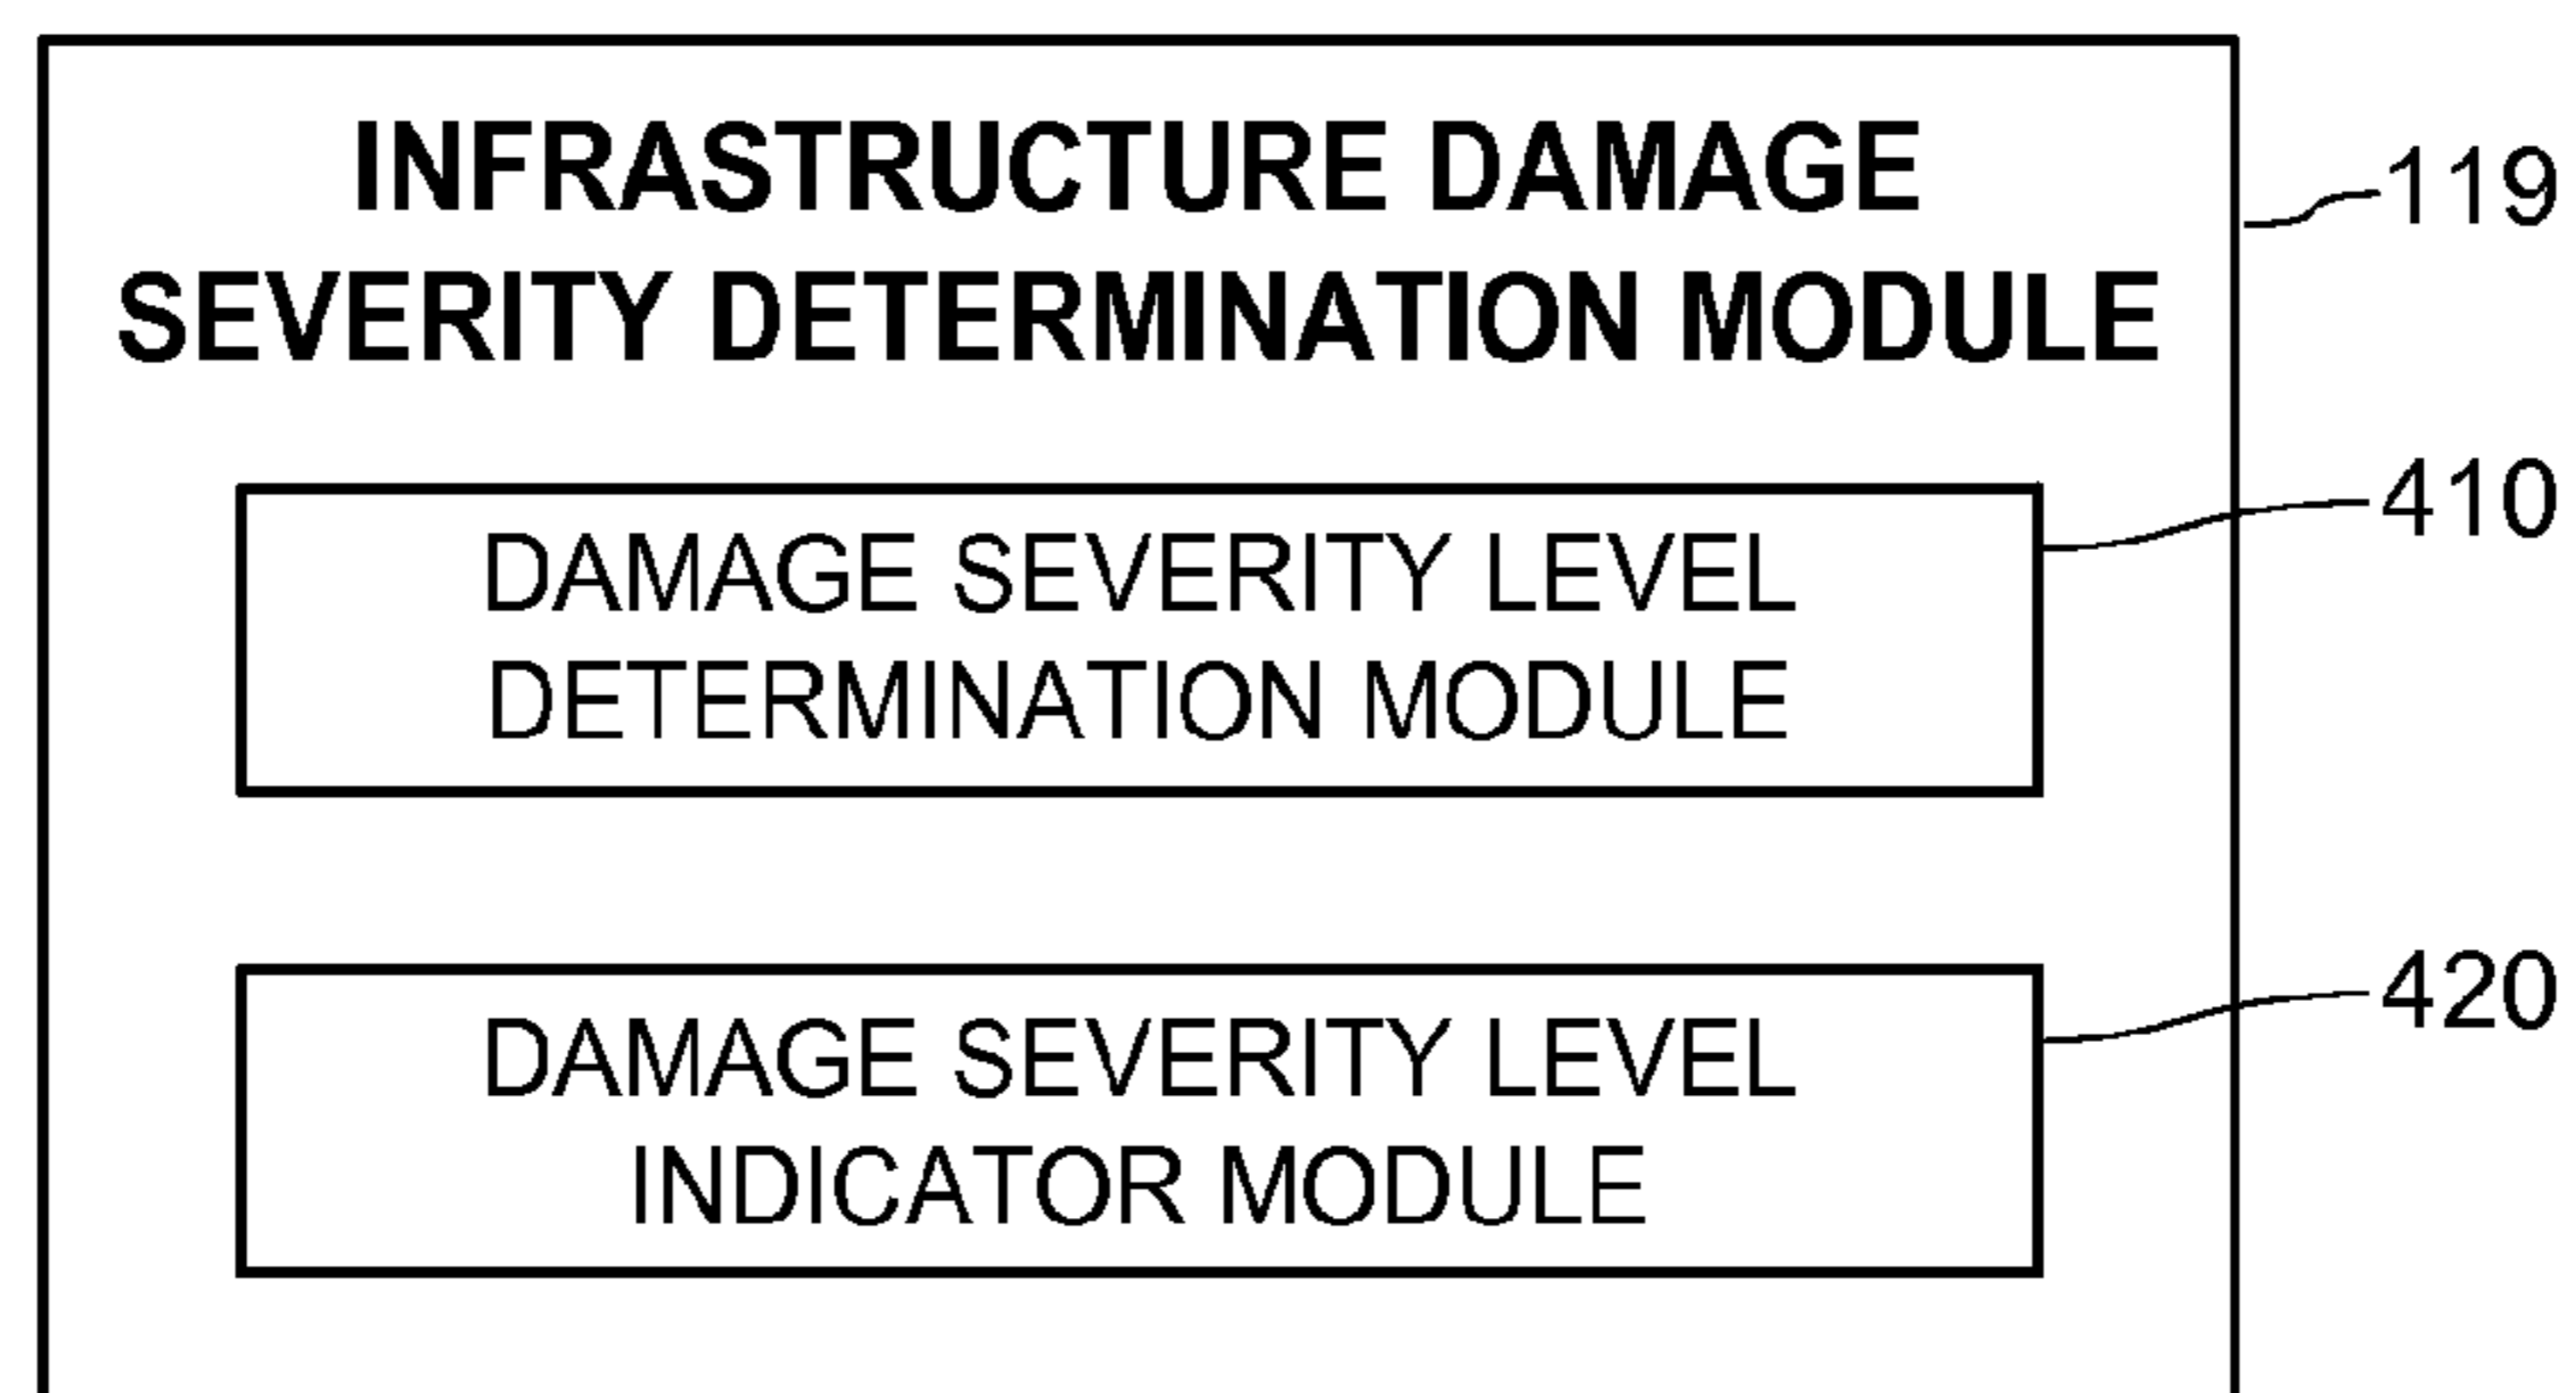 INFRASTRUCTURE DAMAGE
SEVERITY DETERMINATION MODULE
119
DAMAGE SEVERITY LEVEL
DETERMINATION MODULE
410
DAMAGE SEVERITY LEVEL
INDICATOR MODULE
420